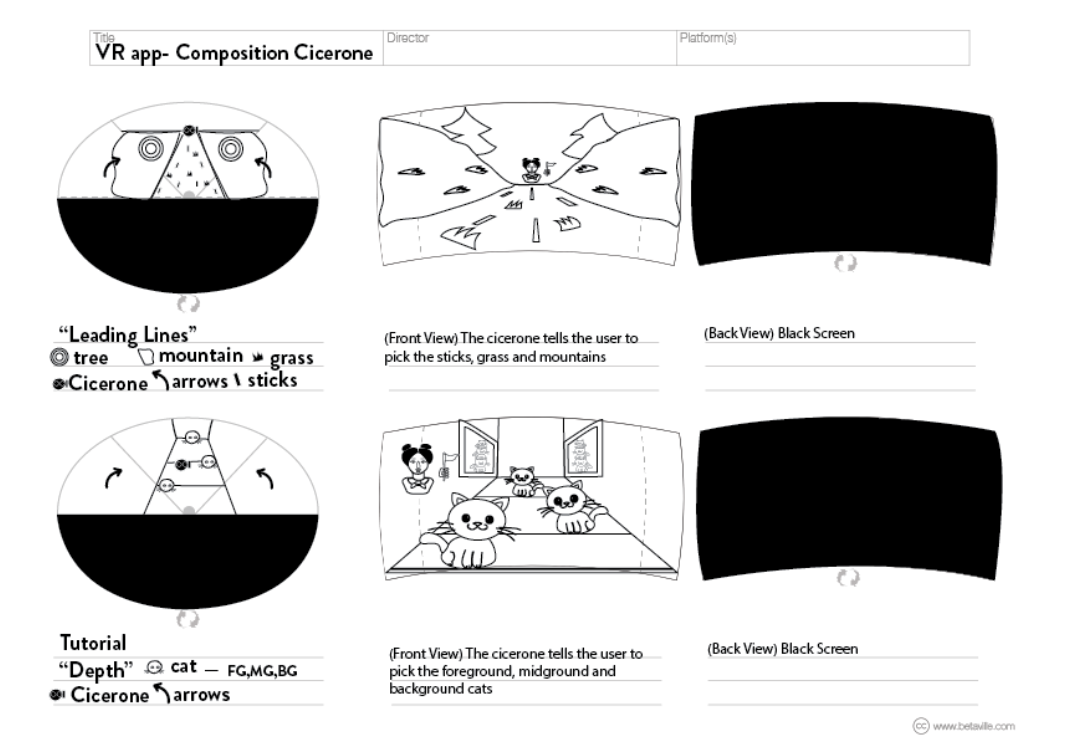 Title
Director
Platform(s)
VR app- Composition Cicerone
“Leading Lines”
tree mountain grass
Cicerone arrows sticks
(Front View) The cicerone tells the user to
pick the sticks, grass and mountains
(Back View) Black Screen
Tutorial
“Depth” cat — FG,MG,BG
Cicerone arrows
(Front View) The cicerone tells the user to
pick the foreground, midground and
background cats
(Back View) Black Screen
cc www.betaville.com